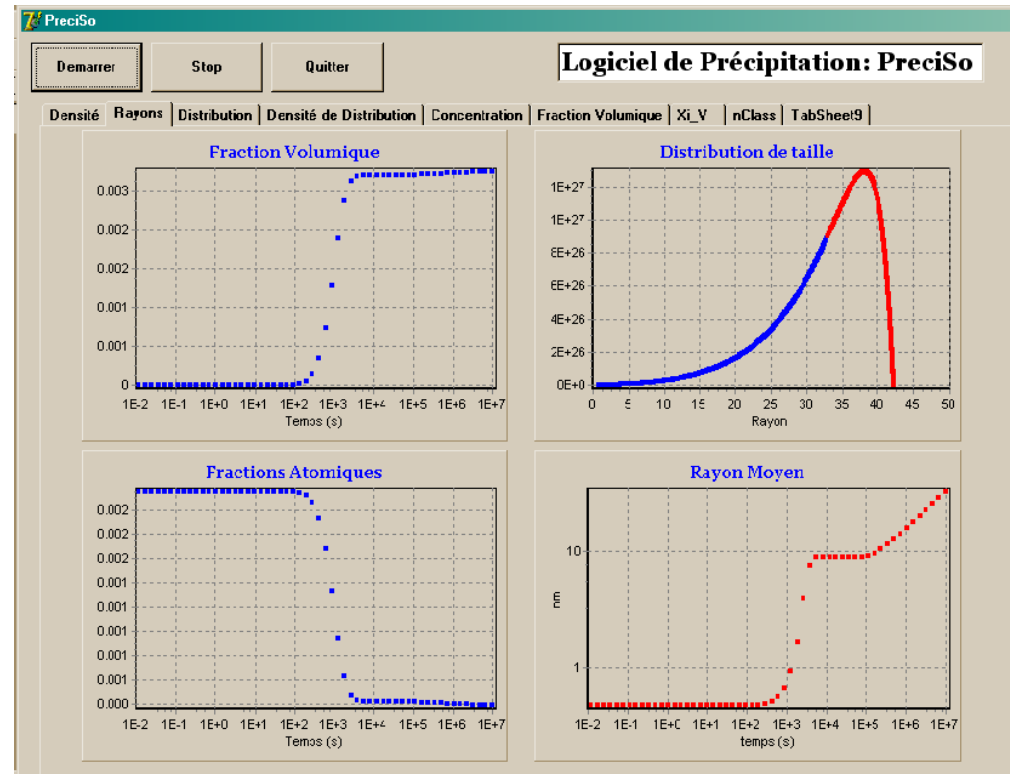 PreciSo
Demarrer Stop Quitter
Logiciel de Précipitation: PreciSo
Densité Rayons Distribution Densité de Distribution Concentration Fraction Volumique Xi_V nClass TabSheet9
Fraction Volumique
0.003
0.002
0.002
0.001
0.001
0
1E-2 1E-1 1E+0 1E+1 1E+2 1E+3 1E+4 1E+5 1E+6 1E+7
Temps (s)
Distribution de taille
1E+27
1E+27
8E+26
6E+26
4E+26
2E+26
0E+0
0 5 10 15 20 25 30 35 40 45 50
Rayon
Fractions Atomiques
0.002
0.002
0.002
0.001
0.001
0.001
0.001
0.000
0.000
1E-2 1E-1 1E+0 1E+1 1E+2 1E+3 1E+4 1E+5 1E+6 1E+7
Temps (s)
Rayon Moyen
10
1
nm
1E-2 1E-1 1E+0 1E+1 1E+2 1E+3 1E+4 1E+5 1E+6 1E+7
temps (s)